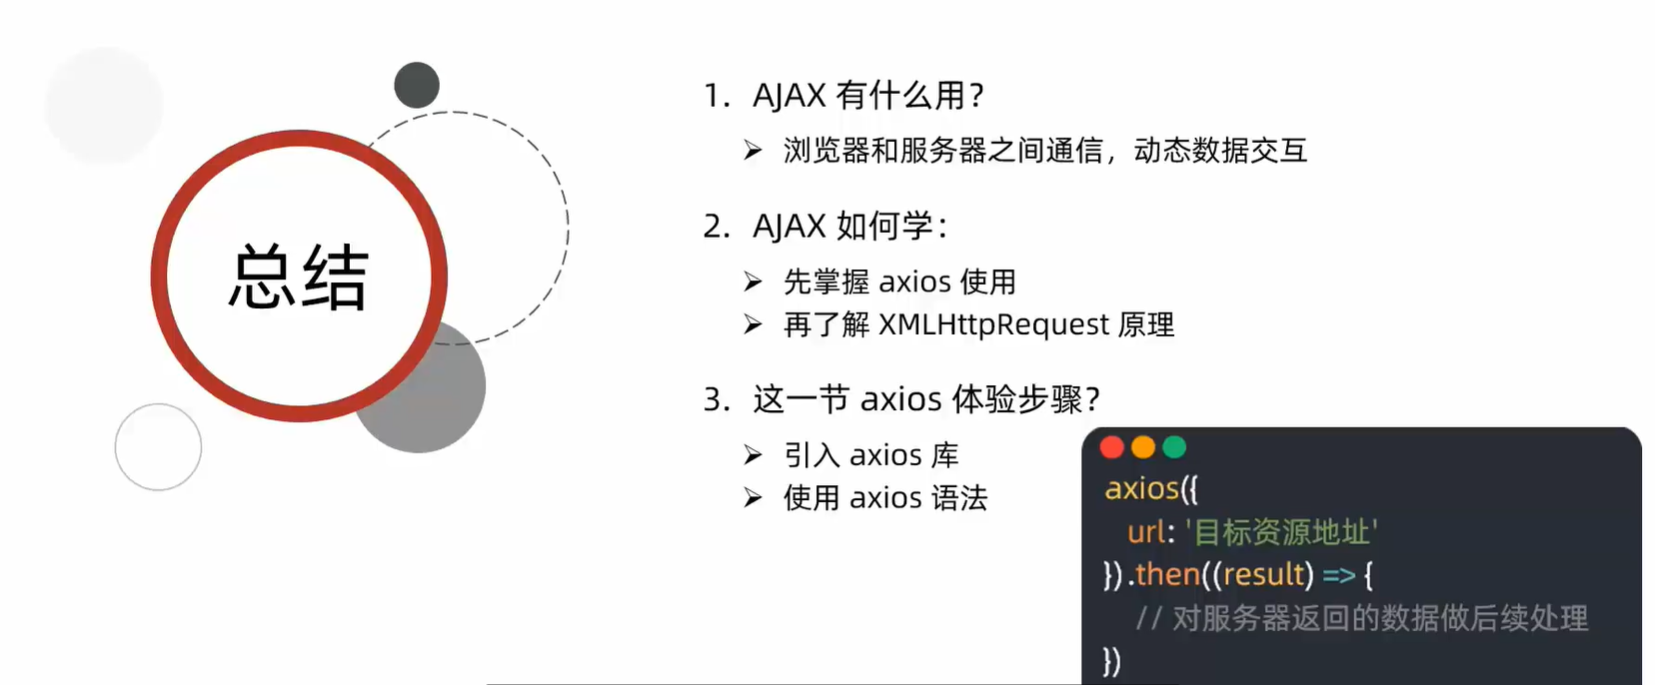 总结
1. AJAX 有什么用？
➢ 浏览器和服务器之间通信，动态数据交互
2. AJAX 如何学：
➢ 先掌握 axios 使用
➢ 再了解 XMLHttpRequest 原理
3. 这一节 axios 体验步骤？
➢ 引入 axios 库
➢ 使用 axios 语法
axios({
url: '目标资源地址'
}).then((result) => {
// 对服务器返回的数据做后续处理
})